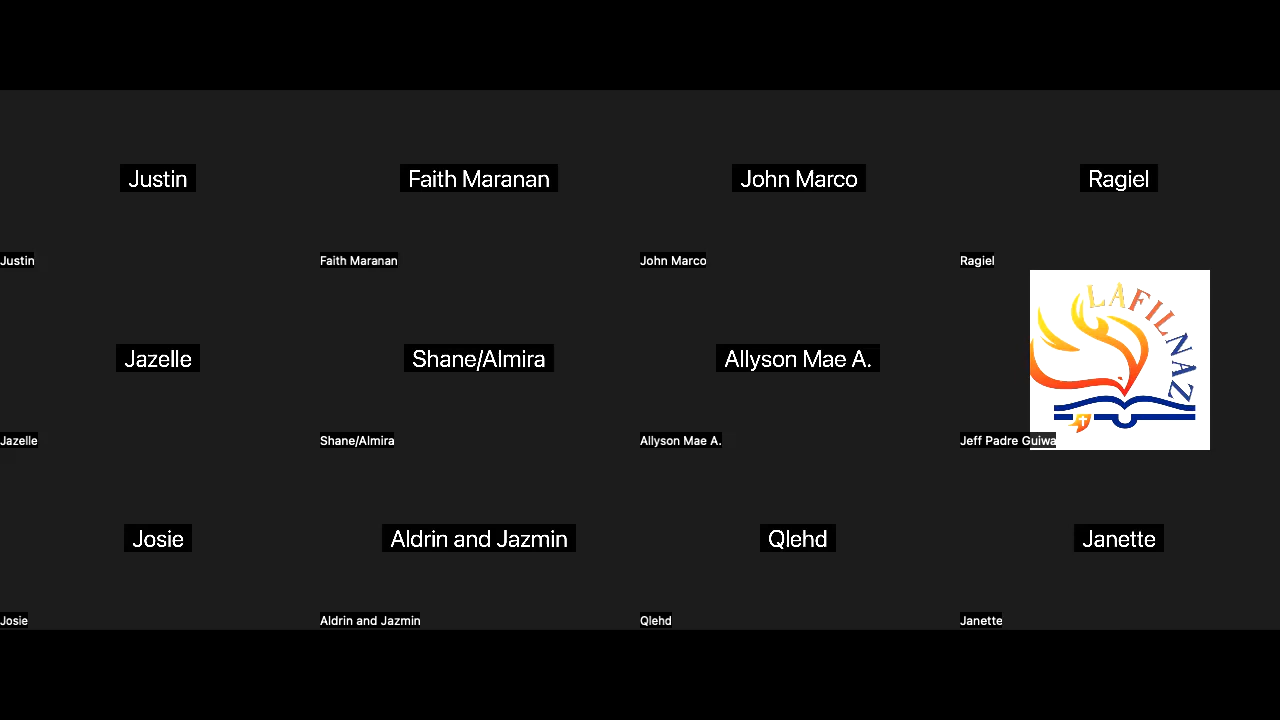 Justin
Faith Maranan
John Marco
Ragiel
Justin
Faith Maranan
John Marco
Ragiel
LAFILNAZ
Jazelle
Shane/Almira
Allyson Mae A.
Jazelle
Shane/Almira
Allyson Mae A.
Jeff Padre Guiwa
Josie
Aldrin and Jazmin
Qlehd
Janette
Josie
Aldrin and Jazmin
Qlehd
Janette